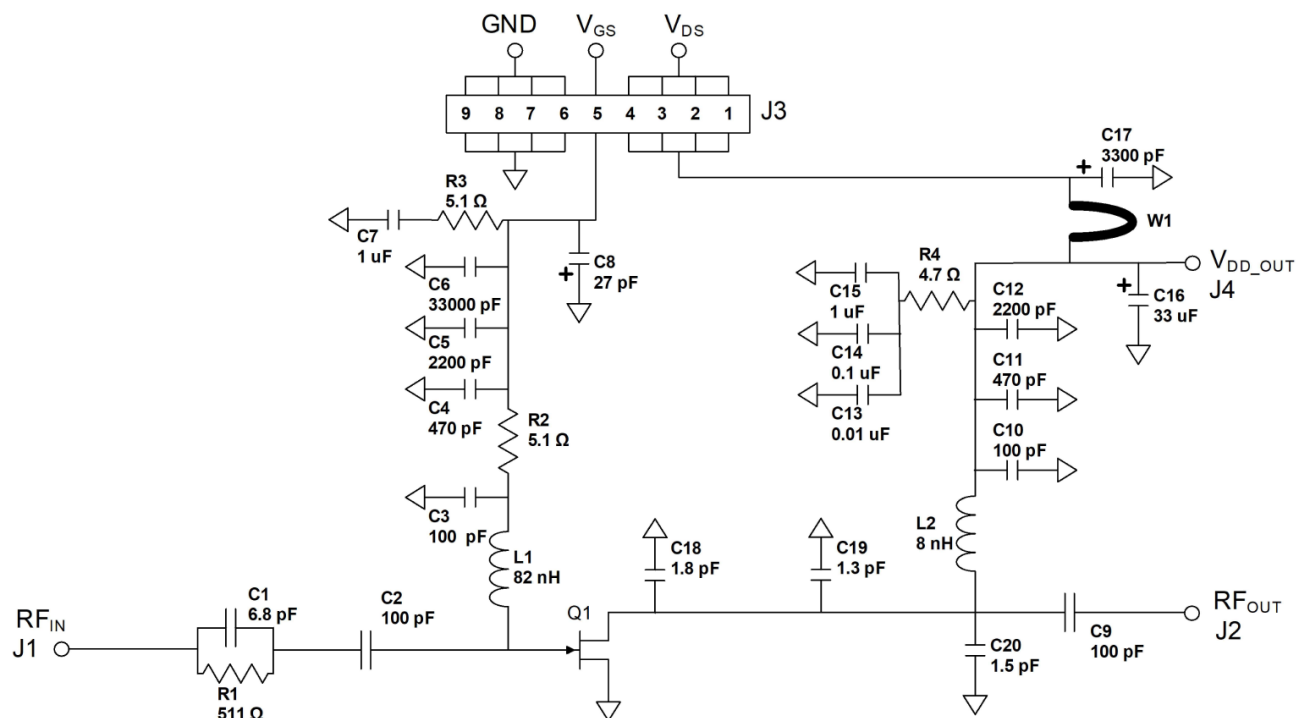 GND
V_GS
V_DS
9 8 7 6 5 4 3 2 1
J3
C17
3300 pF
+
R3
5.1 Ω
C7
1 uF
W1
C8
27 pF
+
R4
4.7 Ω
V_DD_OUT
J4
C6
33000 pF
C15
1 uF
C12
2200 pF
+
C16
33 uF
C5
2200 pF
C14
0.1 uF
C11
470 pF
C4
470 pF
C13
0.01 uF
R2
5.1 Ω
C10
100 pF
C3
100 pF
L1
82 nH
C18
1.8 pF
C19
1.3 pF
L2
8 nH
C1
6.8 pF
C2
100 pF
Q1
RF_IN
J1
RF_OUT
J2
C9
100 pF
C20
1.5 pF
R1
511 Ω